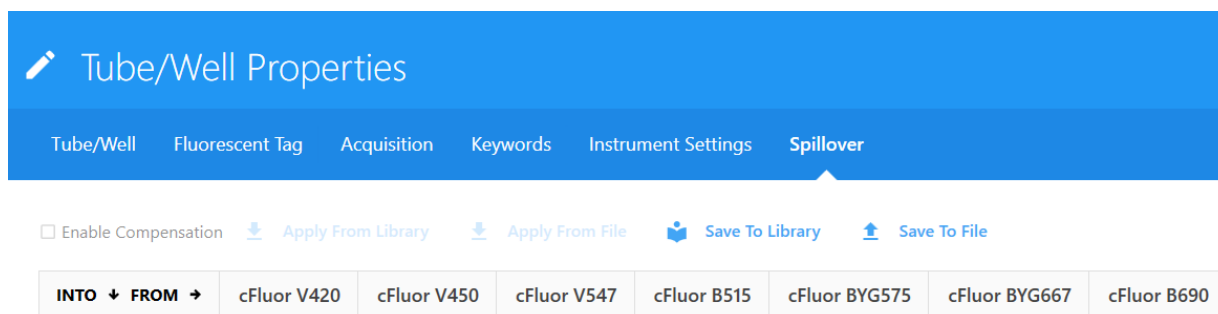 Tube/Well Properties
Tube/Well Fluorescent Tag Acquisition Keywords Instrument Settings Spillover
Enable Compensation Apply From Library Apply From File Save To Library Save To File
INTO ↓ FROM → cFluor V420 cFluor V450 cFluor V547 cFluor B515 cFluor BYG575 cFluor BYG667 cFluor B690